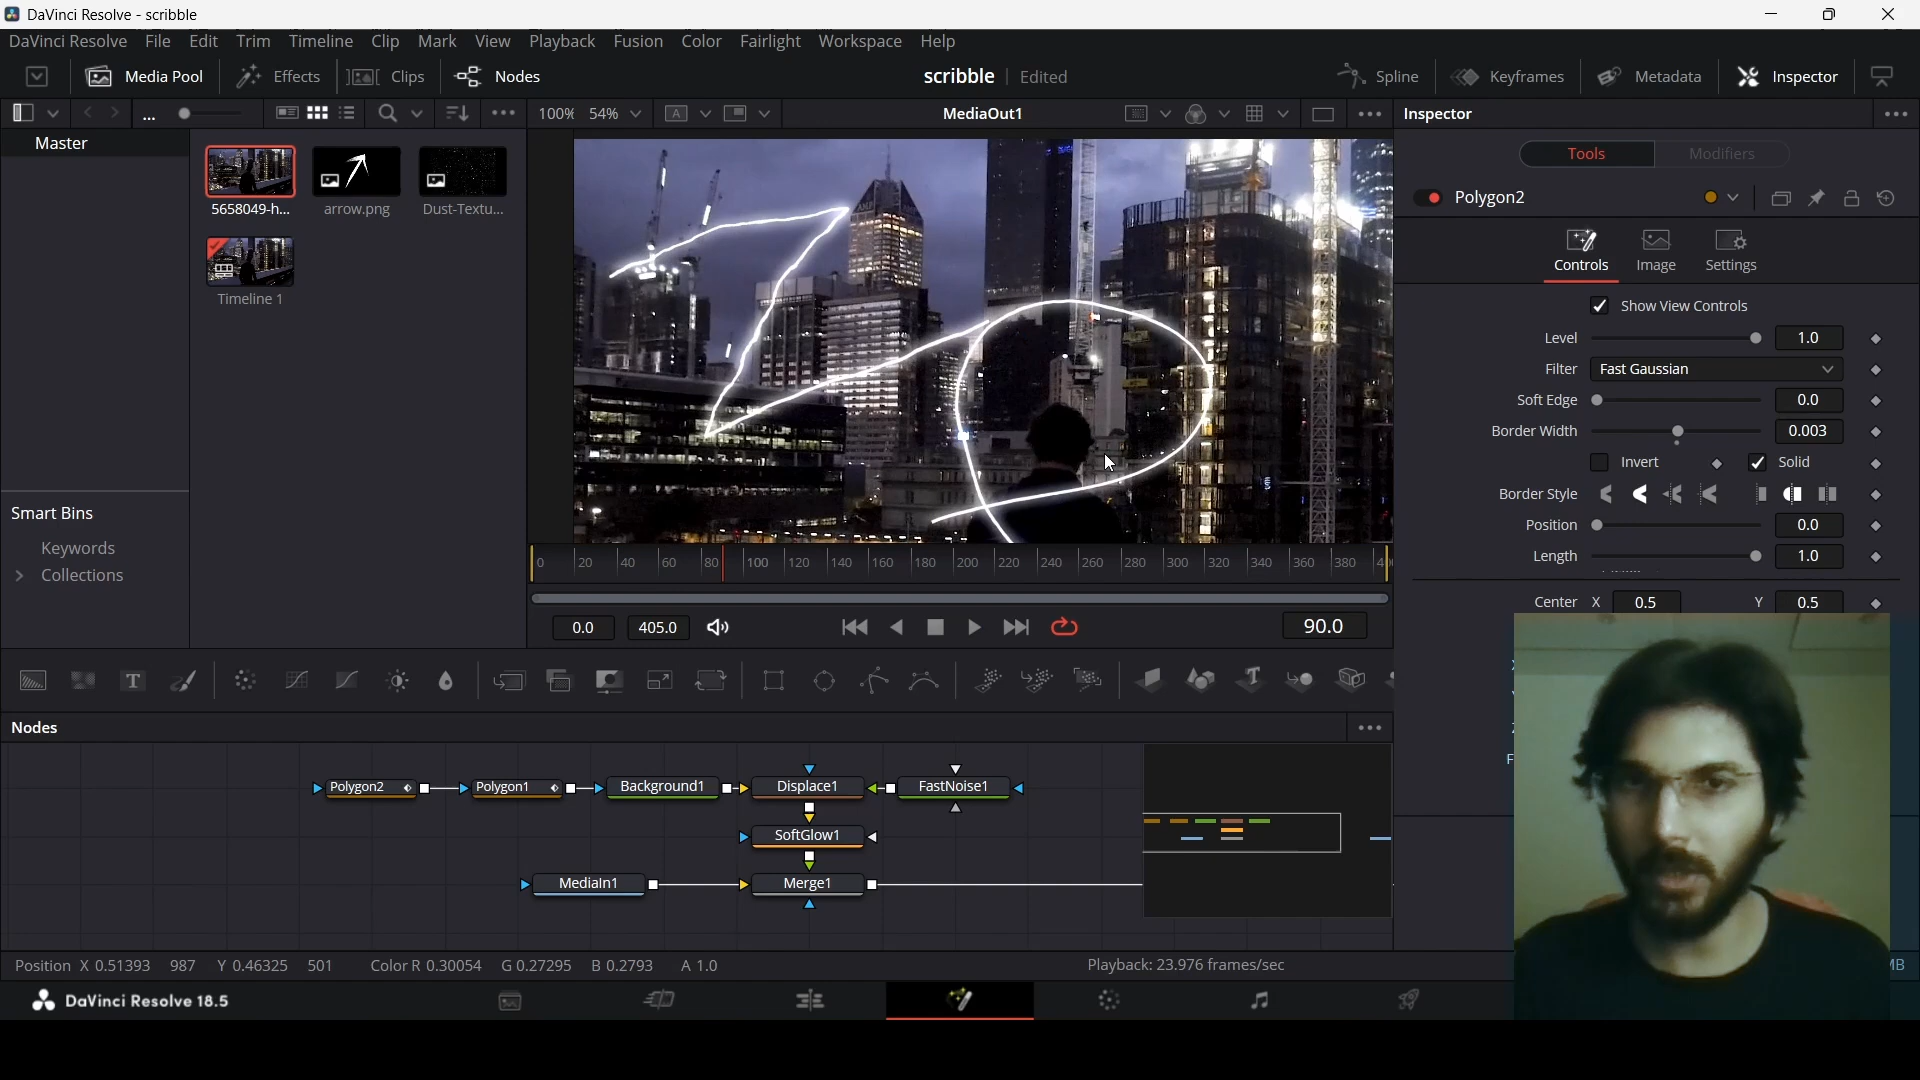 DaVinci Resolve - scribble
DaVinci Resolve File Edit Trim Timeline Clip Mark View Playback Fusion Color Fairlight Workspace Help
Media Pool Effects Clips Nodes scribble Edited Spline Keyframes Metadata Inspector
... 100% 54% A MediaOut1 Inspector
Master
Tools Modifiers
5658049-h... arrow.png Dust-Textu...
Polygon2
Controls Image Settings
Timeline 1
Show View Controls
Level 1.0
Filter Fast Gaussian
Soft Edge 0.0
Border Width 0.003
Invert Solid
Border Style
Position 0.0
Length 1.0
Center X 0.5 Y 0.5
Smart Bins
Keywords
Collections
0 20 40 60 80 100 120 140 160 180 200 220 240 260 280 300 320 340 360 380
0.0 405.0 90.0
T T
Nodes
Polygon2 Polygon1 Background1 Displace1 FastNoise1
SoftGlow1
MediaIn1 Merge1
Position X 0.51393 987 Y 0.46325 501 Color R 0.30054 G 0.27295 B 0.2793 A 1.0 Playback: 23.976 frames/sec MB
DaVinci Resolve 18.5